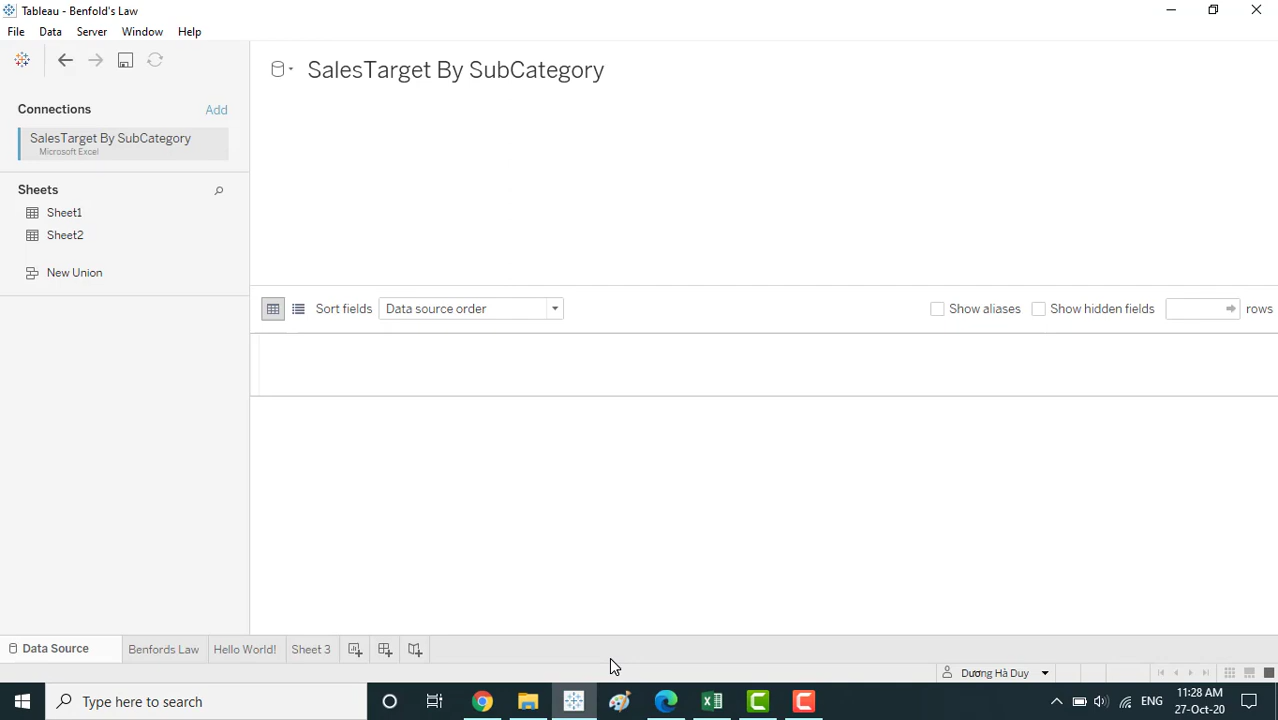 Tableau - Benfold's Law
File Data Server Window Help
SalesTarget By SubCategory
Connections Add
SalesTarget By SubCategory
Microsoft Excel
Sheets
Sheet1
Sheet2
New Union
Sort fields Data source order Show aliases Show hidden fields rows
Data Source Benfords Law Hello World! Sheet 3
Dương Hà Duy
Type here to search ENG 11:28 AM
27-Oct-20